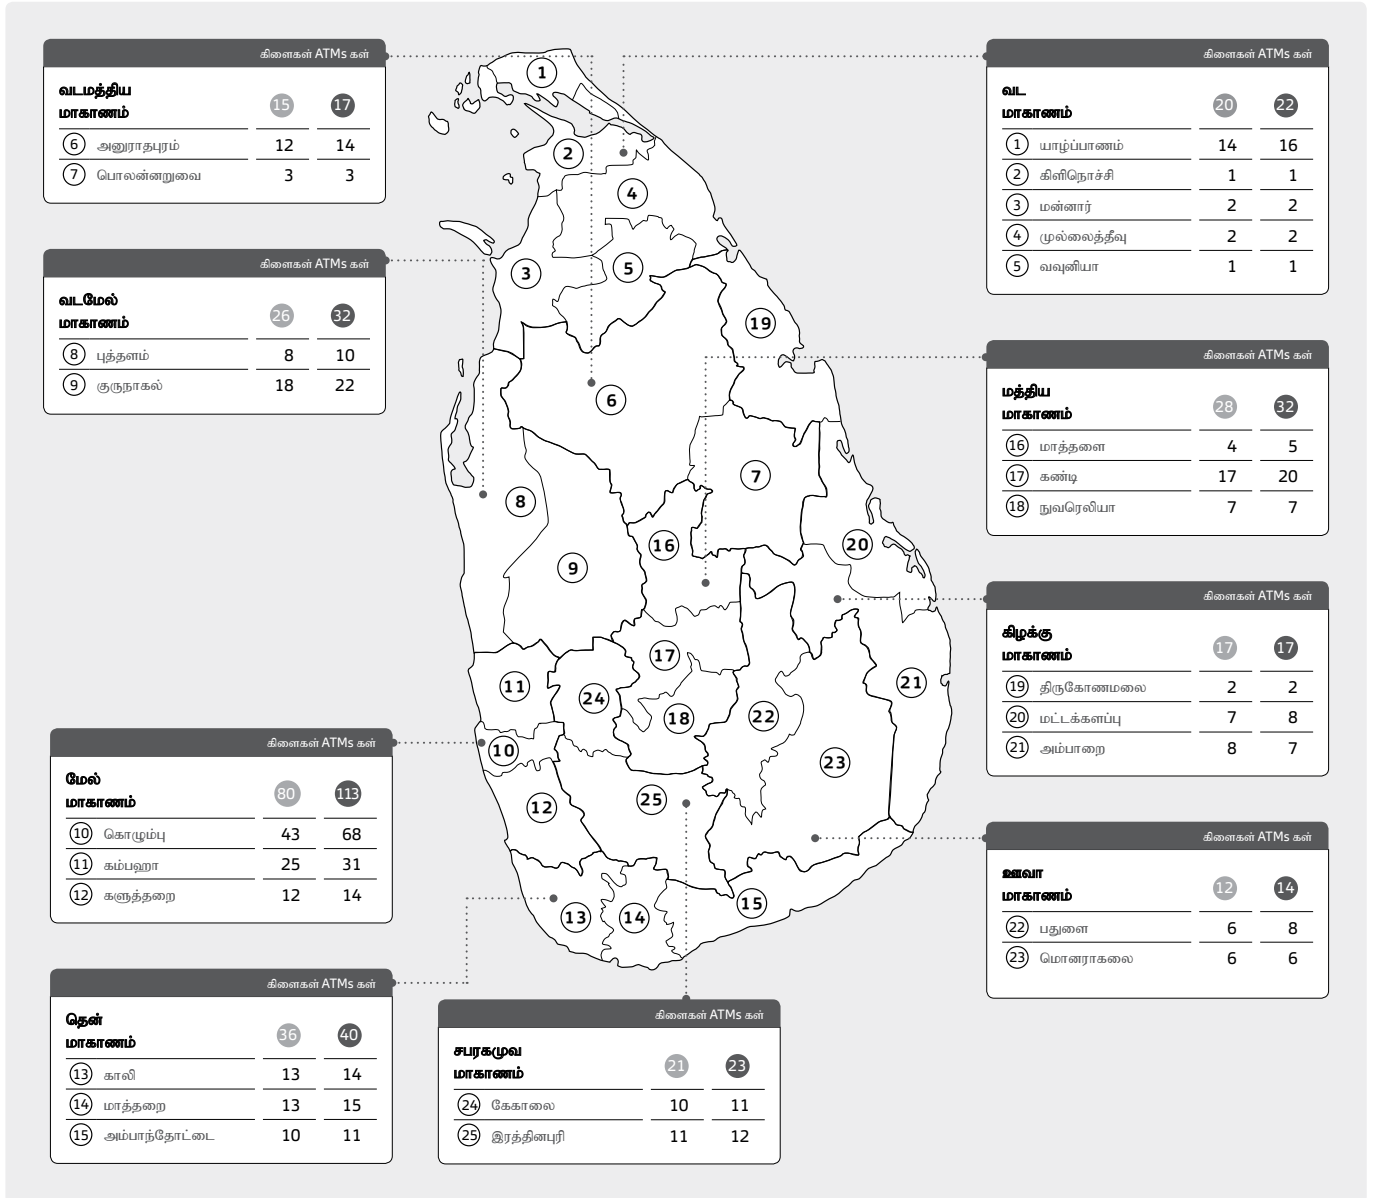 கிளைகள் ATMs கள்
வடமத்திய
மாகாணம் 15 17
6 அனுராதபுரம் 12 14
7 பொலன்னறுவை 3 3
கிளைகள் ATMs கள்
வடமேல்
மாகாணம் 26 32
8 புத்தளம் 8 10
9 குருநாகல் 18 22
கிளைகள் ATMs கள்
மேல்
மாகாணம் 80 113
10 கொழும்பு 43 68
11 கம்பஹா 25 31
12 களுத்தறை 12 14
கிளைகள் ATMs கள்
தென்
மாகாணம் 36 40
13 காலி 13 14
14 மாத்தறை 13 15
15 அம்பாந்தோட்டை 10 11
கிளைகள் ATMs கள்
சபரகமுவ
மாகாணம் 21 23
24 கேகாலை 10 11
25 இரத்தினபுரி 11 12
1
2
4
3
5
19
6
7
8
16
20
9
17
11
24
21
18
22
10
23
25
12
15
13
14
கிளைகள் ATMs கள்
வட
மாகாணம் 20 22
1 யாழ்ப்பாணம் 14 16
2 கிளிநொச்சி 1 1
3 மன்னார் 2 2
4 முல்லைத்தீவு 2 2
5 வவுனியா 1 1
கிளைகள் ATMs கள்
மத்திய
மாகாணம் 28 32
16 மாத்தளை 4 5
17 கண்டி 17 20
18 நுவரெலியா 7 7
கிளைகள் ATMs கள்
கிழக்கு
மாகாணம் 17 17
19 திருகோணமலை 2 2
20 மட்டக்களப்பு 7 8
21 அம்பாறை 8 7
கிளைகள் ATMs கள்
ஊவா
மாகாணம் 12 14
22 பதுளை 6 8
23 மொனராகலை 6 6